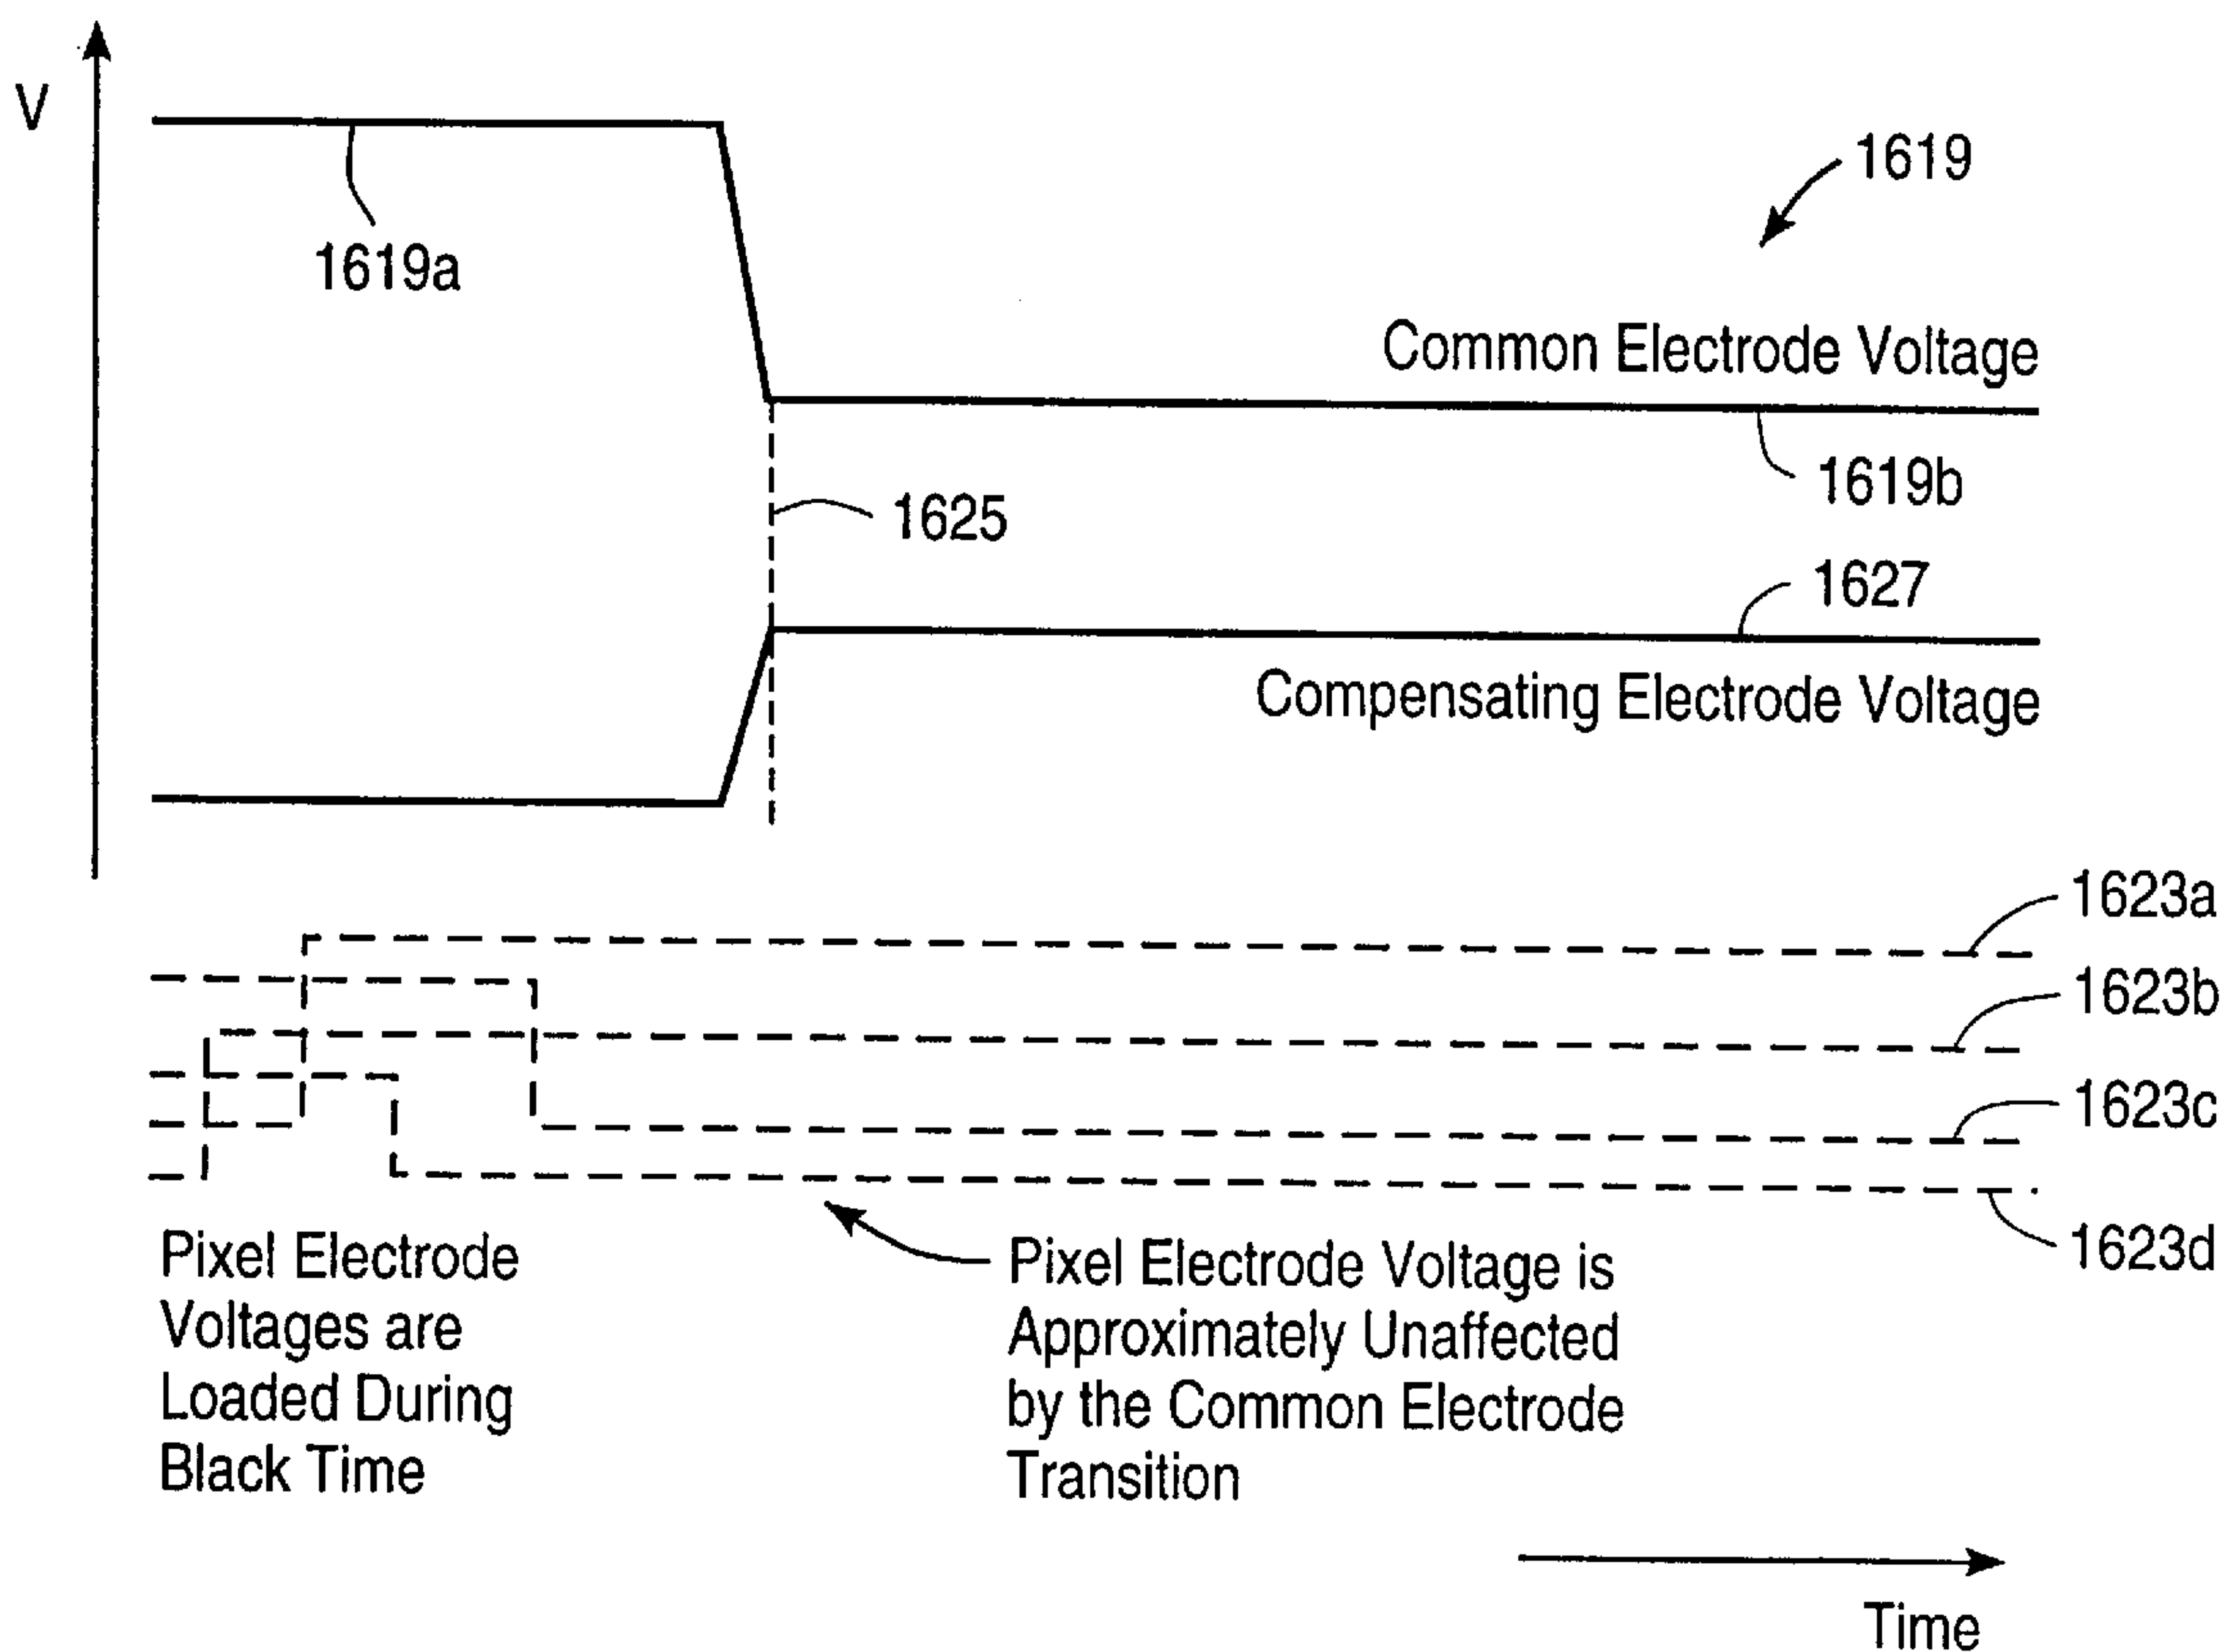 V
1619
1619a
Common Electrode Voltage
1619b
1625
1627
Compensating Electrode Voltage
1623a
1623b
1623c
1623d
Pixel Electrode
Voltages are
Loaded During
Black Time
Pixel Electrode Voltage is
Approximately Unaffected
by the Common Electrode
Transition
Time